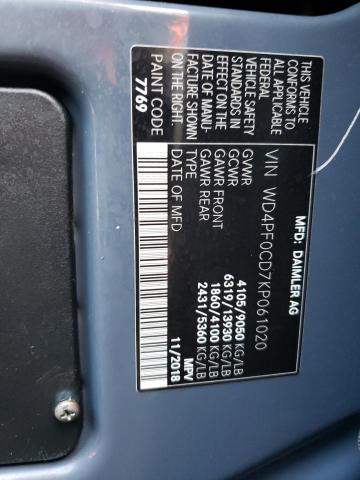 MFD: DAIMLER AG
VIN WD4PF0CD7KP061020
GVWR 4105/9050 KG/LB
GCWR 6319/13930 KG/LB
GAWR FRONT 1860/4100 KG/LB
GAWR REAR 2431/5360 KG/LB
TYPE MPV
DATE OF MFD 11/2018
THIS VEHICLE
CONFORMS TO
ALL APPLICABLE
FEDERAL
VEHICLE SAFETY
STANDARDS IN
EFFECT ON THE
DATE OF MANU-
FACTURE SHOWN
ON THE RIGHT
PAINT CODE
7769